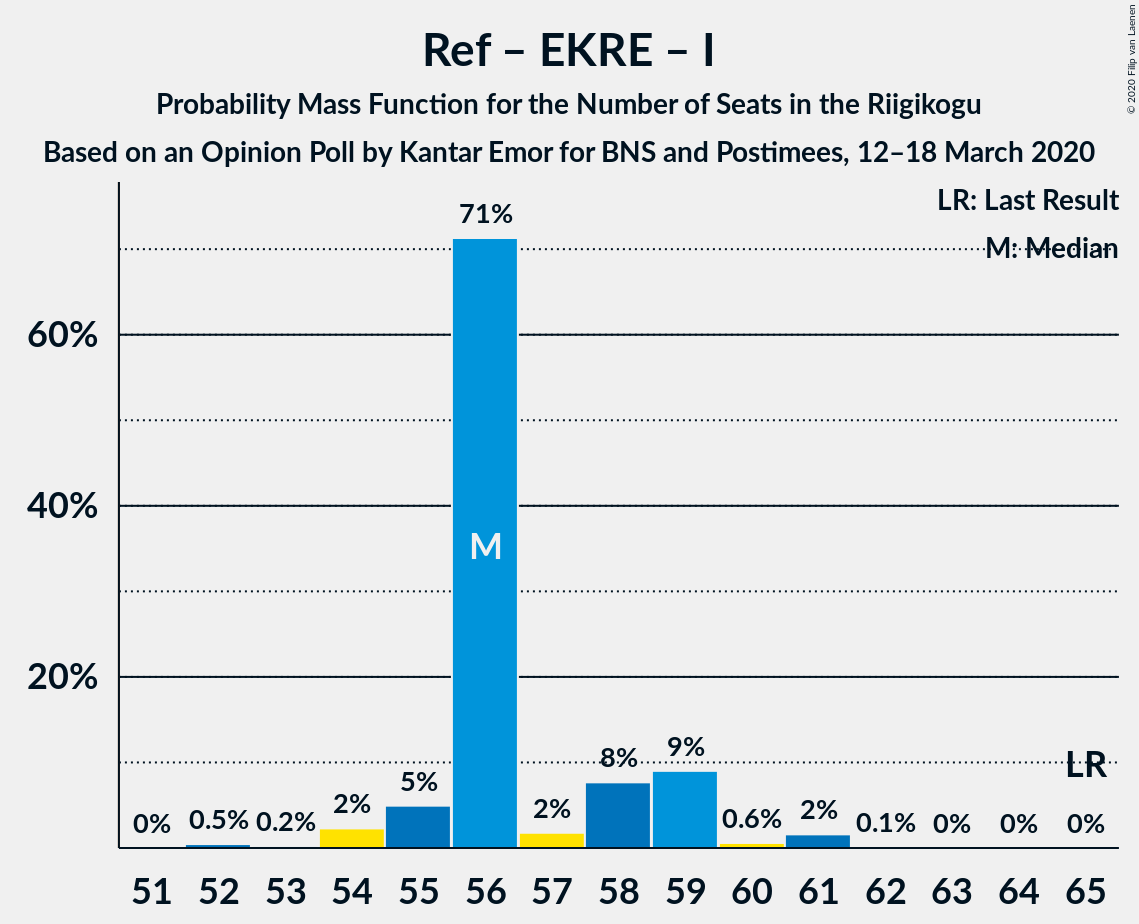 Ref – EKRE – I
Probability Mass Function for the Number of Seats in the Riigikogu
Based on an Opinion Poll by Kantar Emor for BNS and Postimees, 12–18 March 2020
© 2020 Filip van Laenen
LR: Last Result
M: Median
60%
40%
20%
0% 0.5% 0.2% 2% 5% 71% 2% 8% 9% 0.6% 2% 0.1% 0% 0% 0%
M
LR
51 52 53 54 55 56 57 58 59 60 61 62 63 64 65